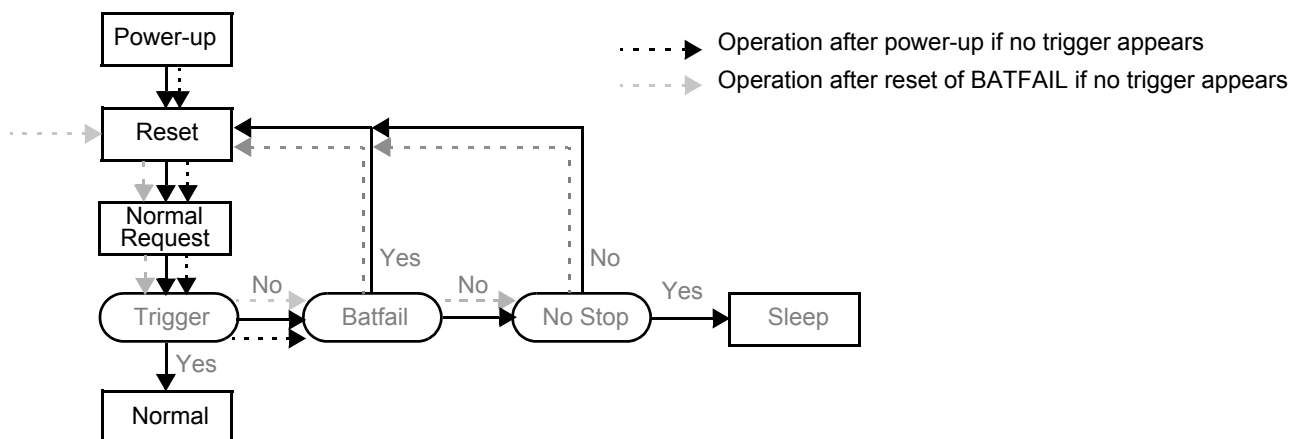 Power-up
Operation after power-up if no trigger appears
Operation after reset of BATFAIL if no trigger appears
Reset
Normal
Request
Yes
No
No
No
Yes
Trigger
Batfail
No Stop
Sleep
Yes
Normal